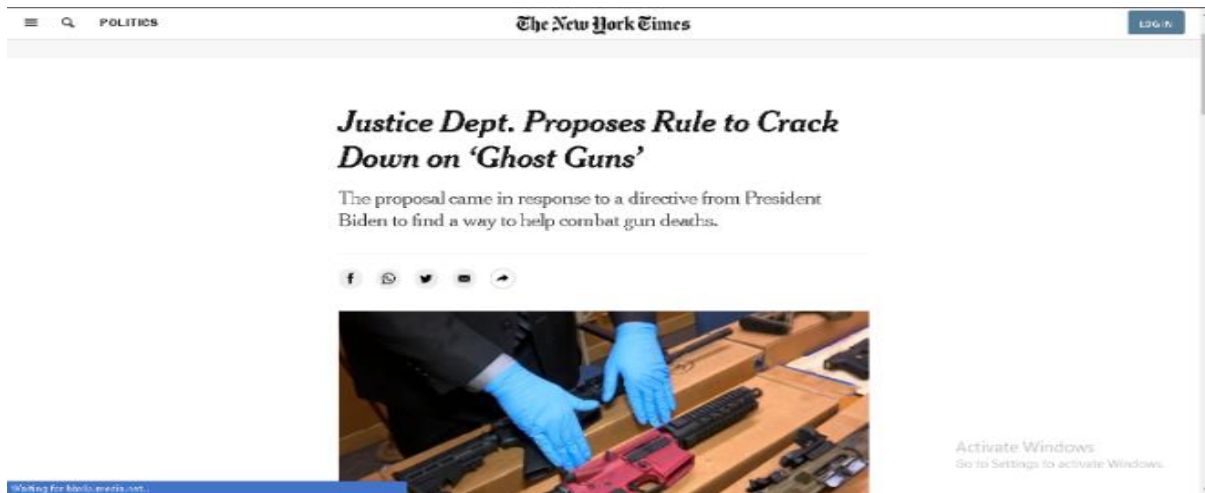 POLITICS
The New York Times
LOG IN
Justice Dept. Proposes Rule to Crack
Down on ‘Ghost Guns’
The proposal came in response to a directive from President
Biden to find a way to help combat gun deaths.
Activate Windows
Go to Settings to activate Windows.
Waiting for